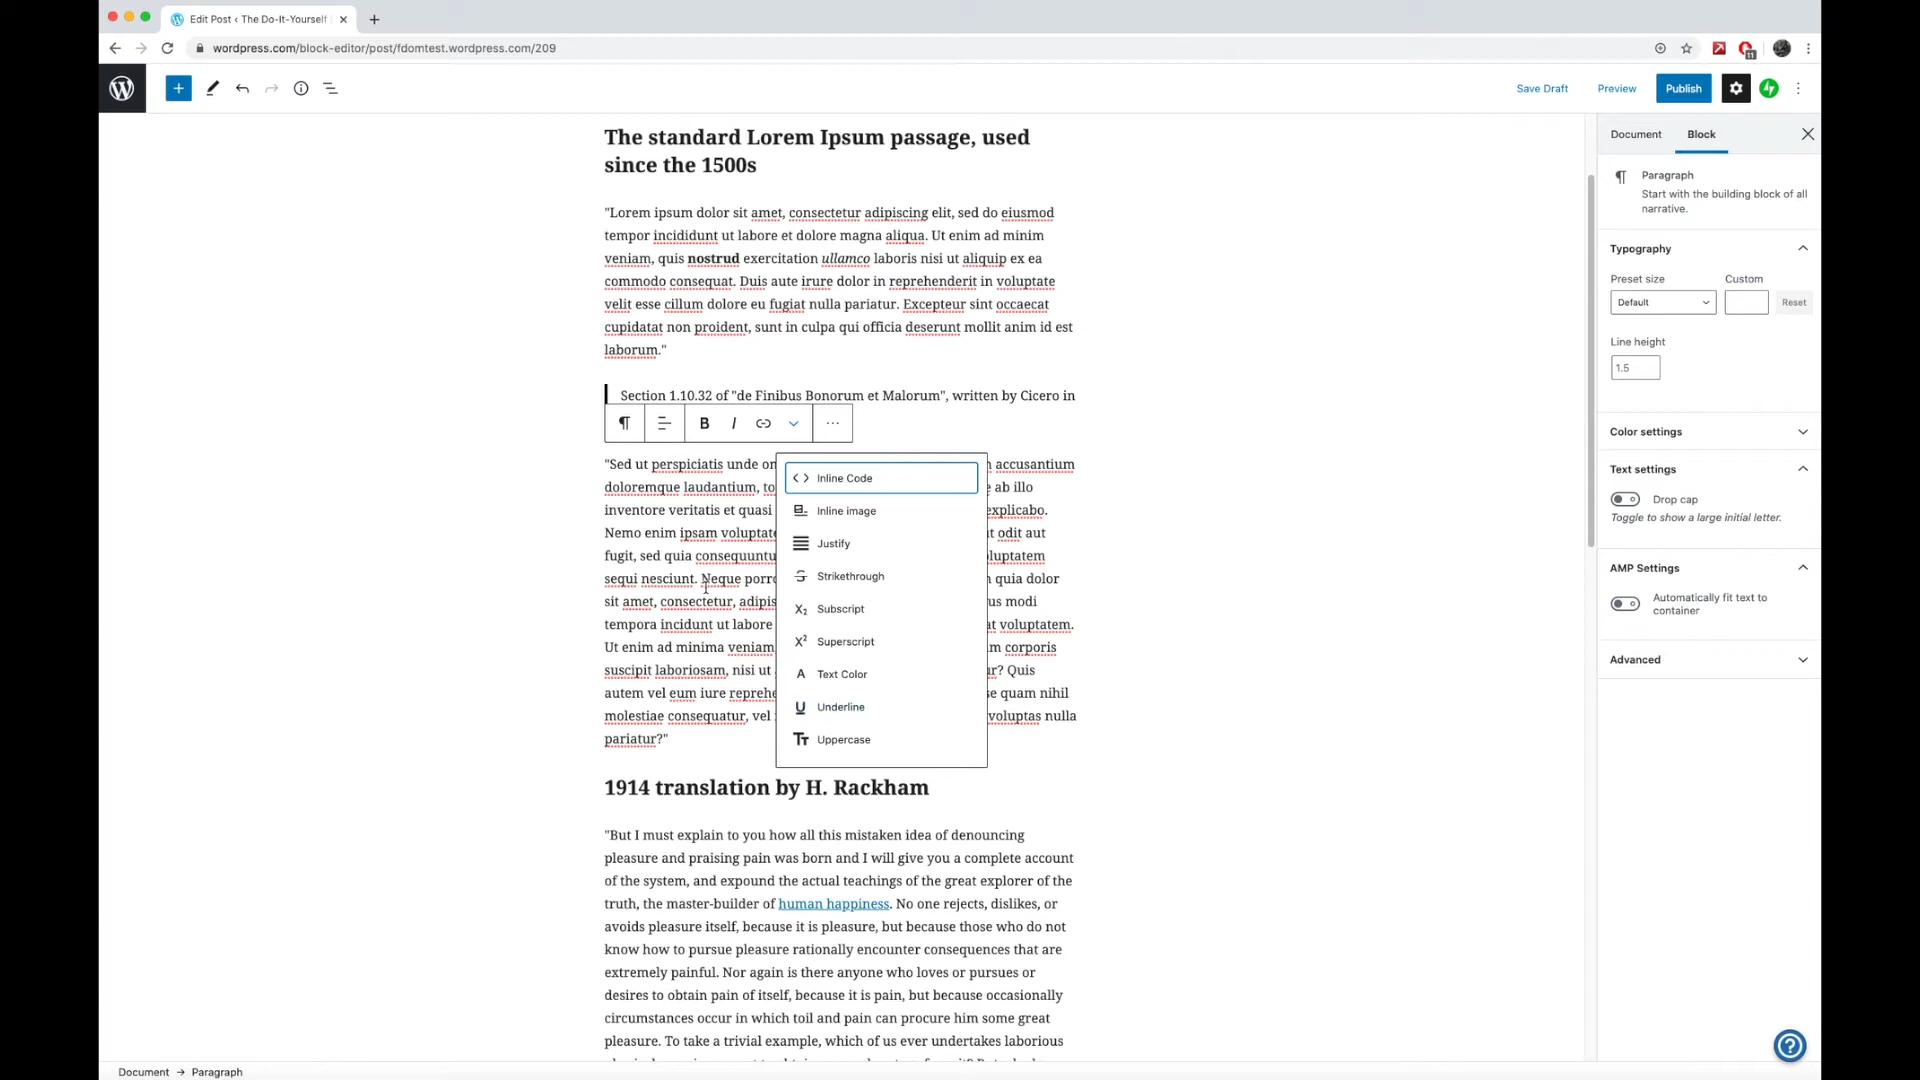 Edit Post ‹ The Do-It-Yourself
wordpress.com/block-editor/post/fdomtest.wordpress.com/209
11
Save Draft
Preview
Publish
The standard Lorem Ipsum passage, used
since the 1500s
"Lorem ipsum dolor sit amet, consectetur adipiscing elit, sed do eiusmod
tempor incididunt ut labore et dolore magna aliqua. Ut enim ad minim
veniam, quis nostrud exercitation ullamco laboris nisi ut aliquip ex ea
commodo consequat. Duis aute irure dolor in reprehenderit in voluptate
velit esse cillum dolore eu fugiat nulla pariatur. Excepteur sint occaecat
cupidatat non proident, sunt in culpa qui officia deserunt mollit anim id est
laborum."
Section 1.10.32 of "de Finibus Bonorum et Malorum", written by Cicero in
B I
"Sed ut perspiciatis unde on accusantium
doloremque laudantium, to e ab illo
inventore veritatis et quasi explicabo.
Nemo enim ipsam voluptate t odit aut
fugit, sed quia consequuntu luptatem
sequi nesciunt. Neque porro quia dolor
sit amet, consectetur, adipis us modi
tempora incidunt ut labore at voluptatem.
Ut enim ad minima veniam, m corporis
suscipit laboriosam, nisi ut r? Quis
autem vel eum iure reprehe se quam nihil
molestiae consequatur, vel voluptas nulla
pariatur?"
Inline Code
Inline image
Justify
Strikethrough
X2 Subscript
X2 Superscript
A Text Color
U Underline
TT Uppercase
1914 translation by H. Rackham
"But I must explain to you how all this mistaken idea of denouncing
pleasure and praising pain was born and I will give you a complete account
of the system, and expound the actual teachings of the great explorer of the
truth, the master-builder of human happiness. No one rejects, dislikes, or
avoids pleasure itself, because it is pleasure, but because those who do not
know how to pursue pleasure rationally encounter consequences that are
extremely painful. Nor again is there anyone who loves or pursues or
desires to obtain pain of itself, because it is pain, but because occasionally
circumstances occur in which toil and pain can procure him some great
pleasure. To take a trivial example, which of us ever undertakes laborious
Document
Block
Paragraph
Start with the building block of all
narrative.
Typography
Preset size
Custom
Default
Reset
Line height
1.5
Color settings
Text settings
Drop cap
Toggle to show a large initial letter.
AMP Settings
Automatically fit text to
container
Advanced
Document → Paragraph